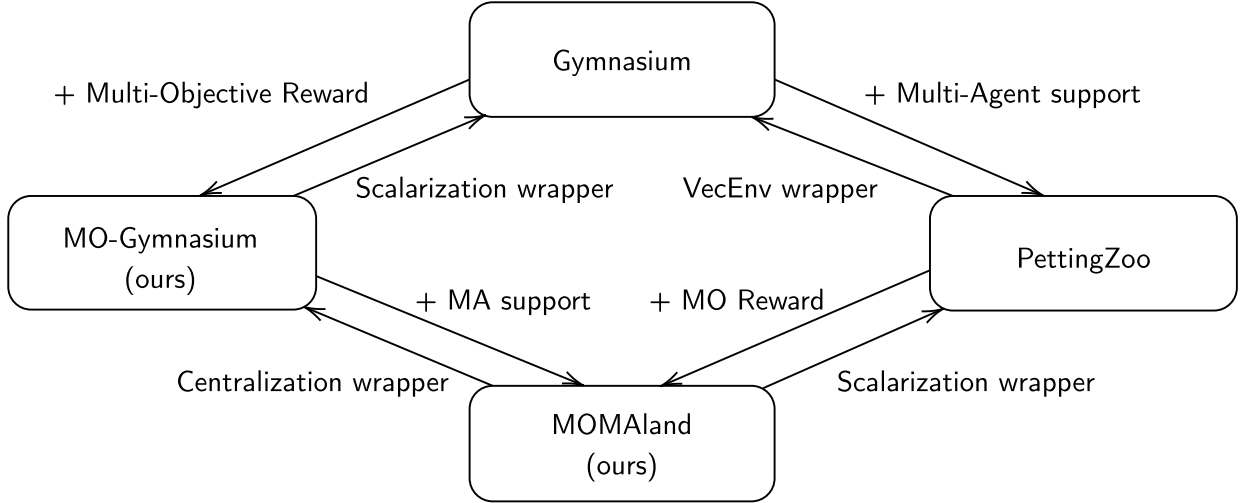 Gymnasium
+ Multi-Objective Reward
+ Multi-Agent support
Scalarization wrapper
VecEnv wrapper
MO-Gymnasium
(ours)
PettingZoo
+ MA support
+ MO Reward
Centralization wrapper
Scalarization wrapper
MOMAland
(ours)